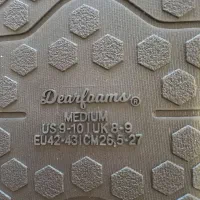 Dearfoams®
MEDIUM
US 9-10 | UK 8-9
EU42-43|CM26,5-27